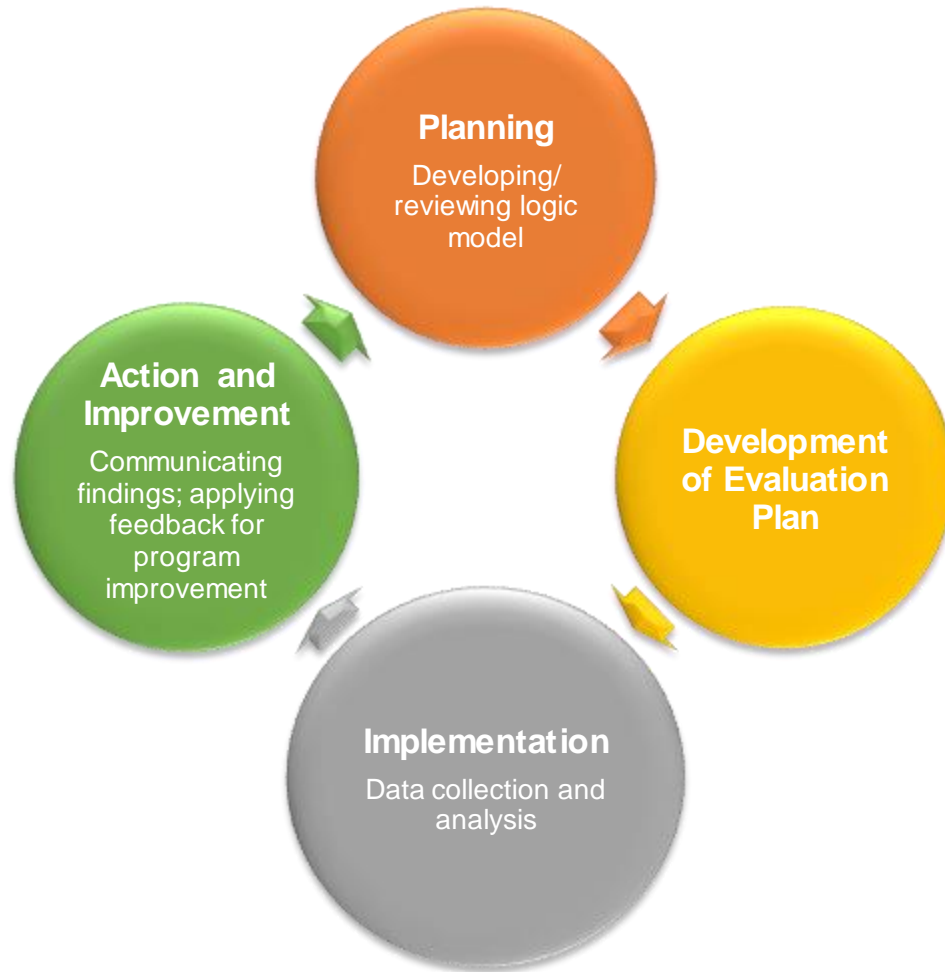 Planning
Developing/
reviewing logic
model
Development
of Evaluation
Plan
Implementation
Data collection and
analysis
Action and
Improvement
Communicating
findings; applying
feedback for
program
improvement